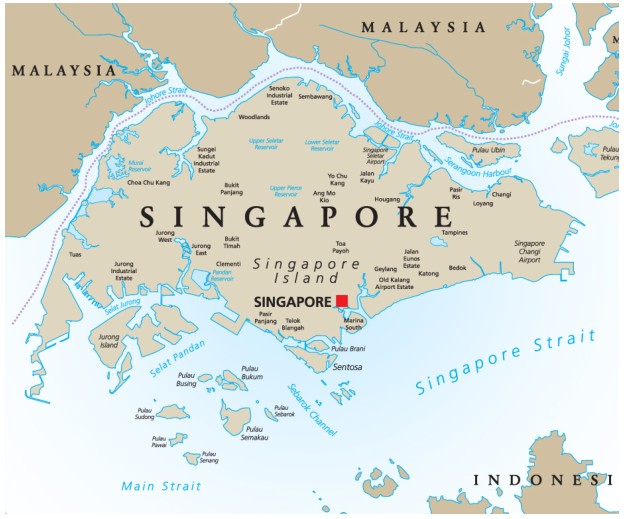 MALAYSIA
MALAYSIA
Sungai Johor
Johore Strait
Senoko
Industrial
Estate
Sembawang
Woodlands
Johore Strait
Upper Seletar
Reservoir
Lower Seletar
Reservoir
Singapore
Seletar
Airport
Pulau Ubin
Pulau
Sungei
Kadut
Industrial
Estate
Murai
Reservoir
Serangoon Harbour
Choa Chu Kang
Bukit
Panjang
Upper Pierce
Reservoir
Yo Chu
Kang
Ang Mo
Kio
Jalan
Kayu
Hougang
Pasir
Ris
Loyang
Changi
SINGAPORE
Jurong
West
Jurong
East
Bukit
Timah
Toa
Payoh
Tampines
Singapore
Changi
Airport
Tuas
Jurong
Industrial
Estate
Clementi
Pandan
Reservoir
Singapore
Island
Geylang
Jalan
Eunos
Estate
Katong
Bedok
Old Kalang
Airport Estate
SINGAPORE
Selat Jurong
Pasir
Panjang
Telok
Blangah
Marina
South
Jurong
Island
Selat Pandan
Pulau Brani
Sentosa
Singapore Strait
Pulau
Busing
Pulau
Bukum
Sebarok Channel
Pulau
Sudong
Pulau
Sebarok
Pulau
Semakau
Pulau
Pawai
Pulau
Senang
Main Strait
INDONESI